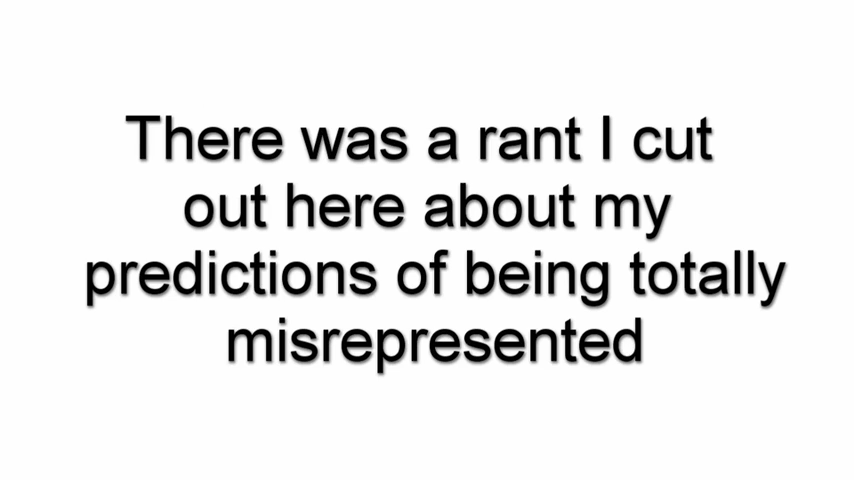 There was a rant I cut
out here about my
predictions of being totally
misrepresented